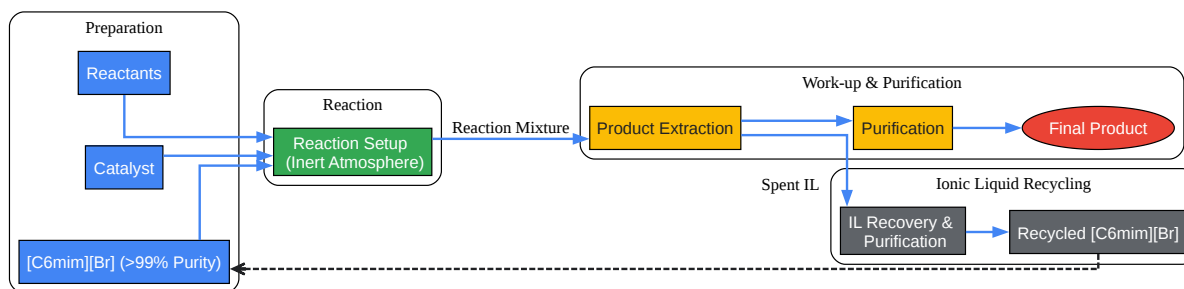 Preparation
Reactants
Catalyst
[C6mim][Br] (>99% Purity)
Reaction
Reaction Setup
(Inert Atmosphere)
Reaction Mixture
Work-up & Purification
Product Extraction
Purification
Final Product
Spent IL
Ionic Liquid Recycling
IL Recovery &
Purification
Recycled [C6mim][Br]